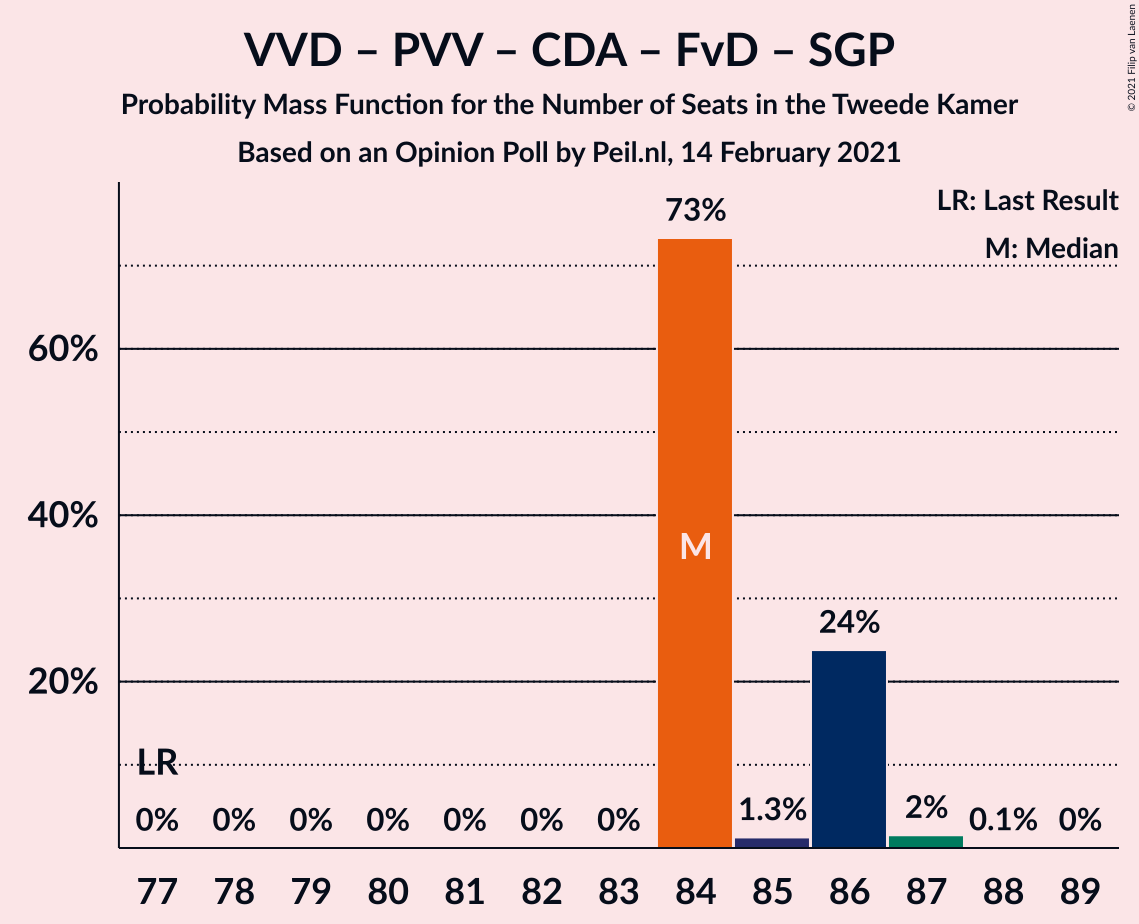 VVD – PVV – CDA – FvD – SGP
Probability Mass Function for the Number of Seats in the Tweede Kamer
Based on an Opinion Poll by Peil.nl, 14 February 2021
© 2021 Filip van Laenen
LR: Last Result
M: Median
73%
60%
40%
M
24%
20%
LR
0% 0% 0% 0% 0% 0% 0% 1.3% 2% 0.1% 0%
77 78 79 80 81 82 83 84 85 86 87 88 89